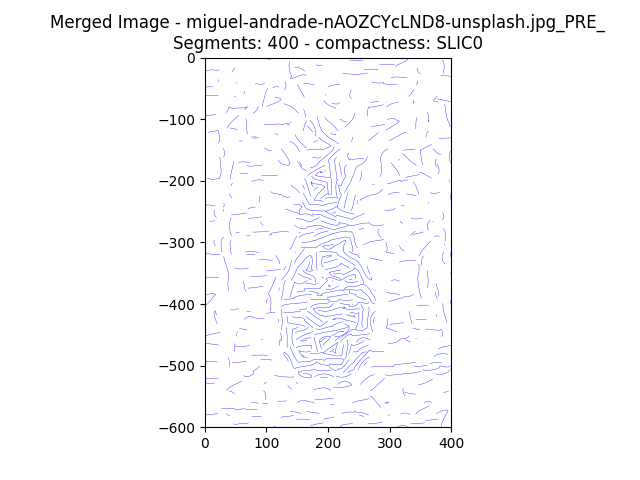 Merged Image - miguel-andrade-nAOZCYcLND8-unsplash.jpg_PRE_
Segments: 400 - compactness: SLIC0
0
−100
−200
−300
−400
−500
−600
0 100 200 300 400